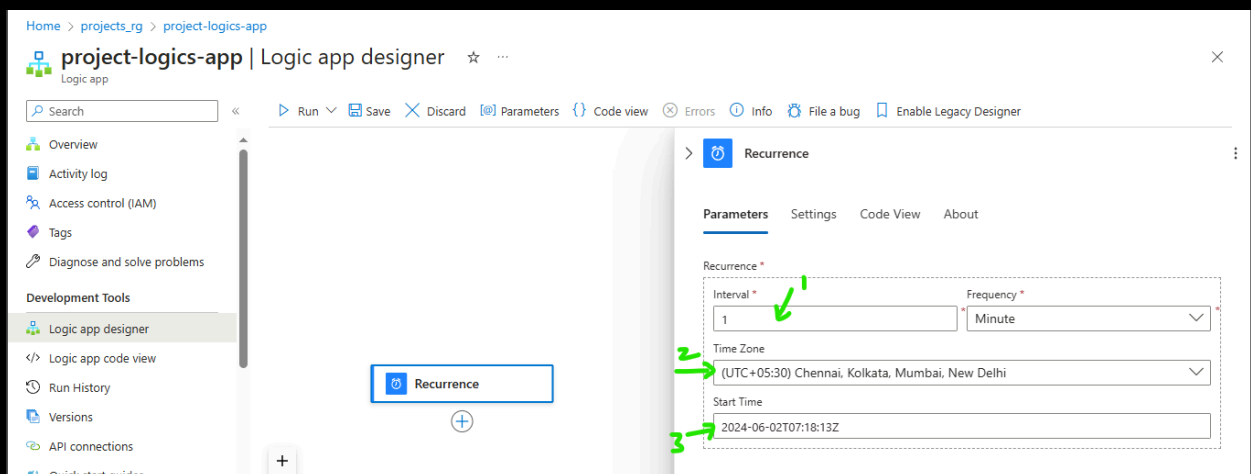 Home > projects_rg > project-logics-app
project-logics-app | Logic app designer ☆ ...
Logic app
Search
Run Save Discard Parameters Code view Errors Info File a bug Enable Legacy Designer
Overview
Activity log
Access control (IAM)
Tags
Diagnose and solve problems
Development Tools
Logic app designer
Logic app code view
Run History
Versions
API connections
Recurrence
Recurrence
Parameters Settings Code View About
Recurrence *
1
Interval * Frequency *
1 * Minute *
Time Zone
2
(UTC+05:30) Chennai, Kolkata, Mumbai, New Delhi
Start Time
3
2024-06-02T07:18:13Z